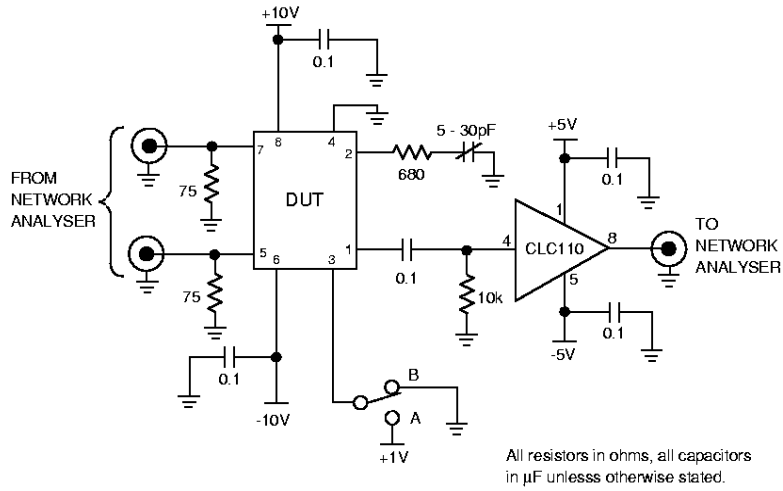 +10V
0.1
5 - 30pF
+5V
8
4
7
2
680
0.1
FROM
NETWORK
ANALYSER
75
DUT
1
TO
NETWORK
ANALYSER
4
CLC110
8
5
6
3
1
0.1
5
75
10k
0.1
0.1
-5V
B
-10V
A
+1V
All resistors in ohms, all capacitors
in µF unlesss otherwise stated.